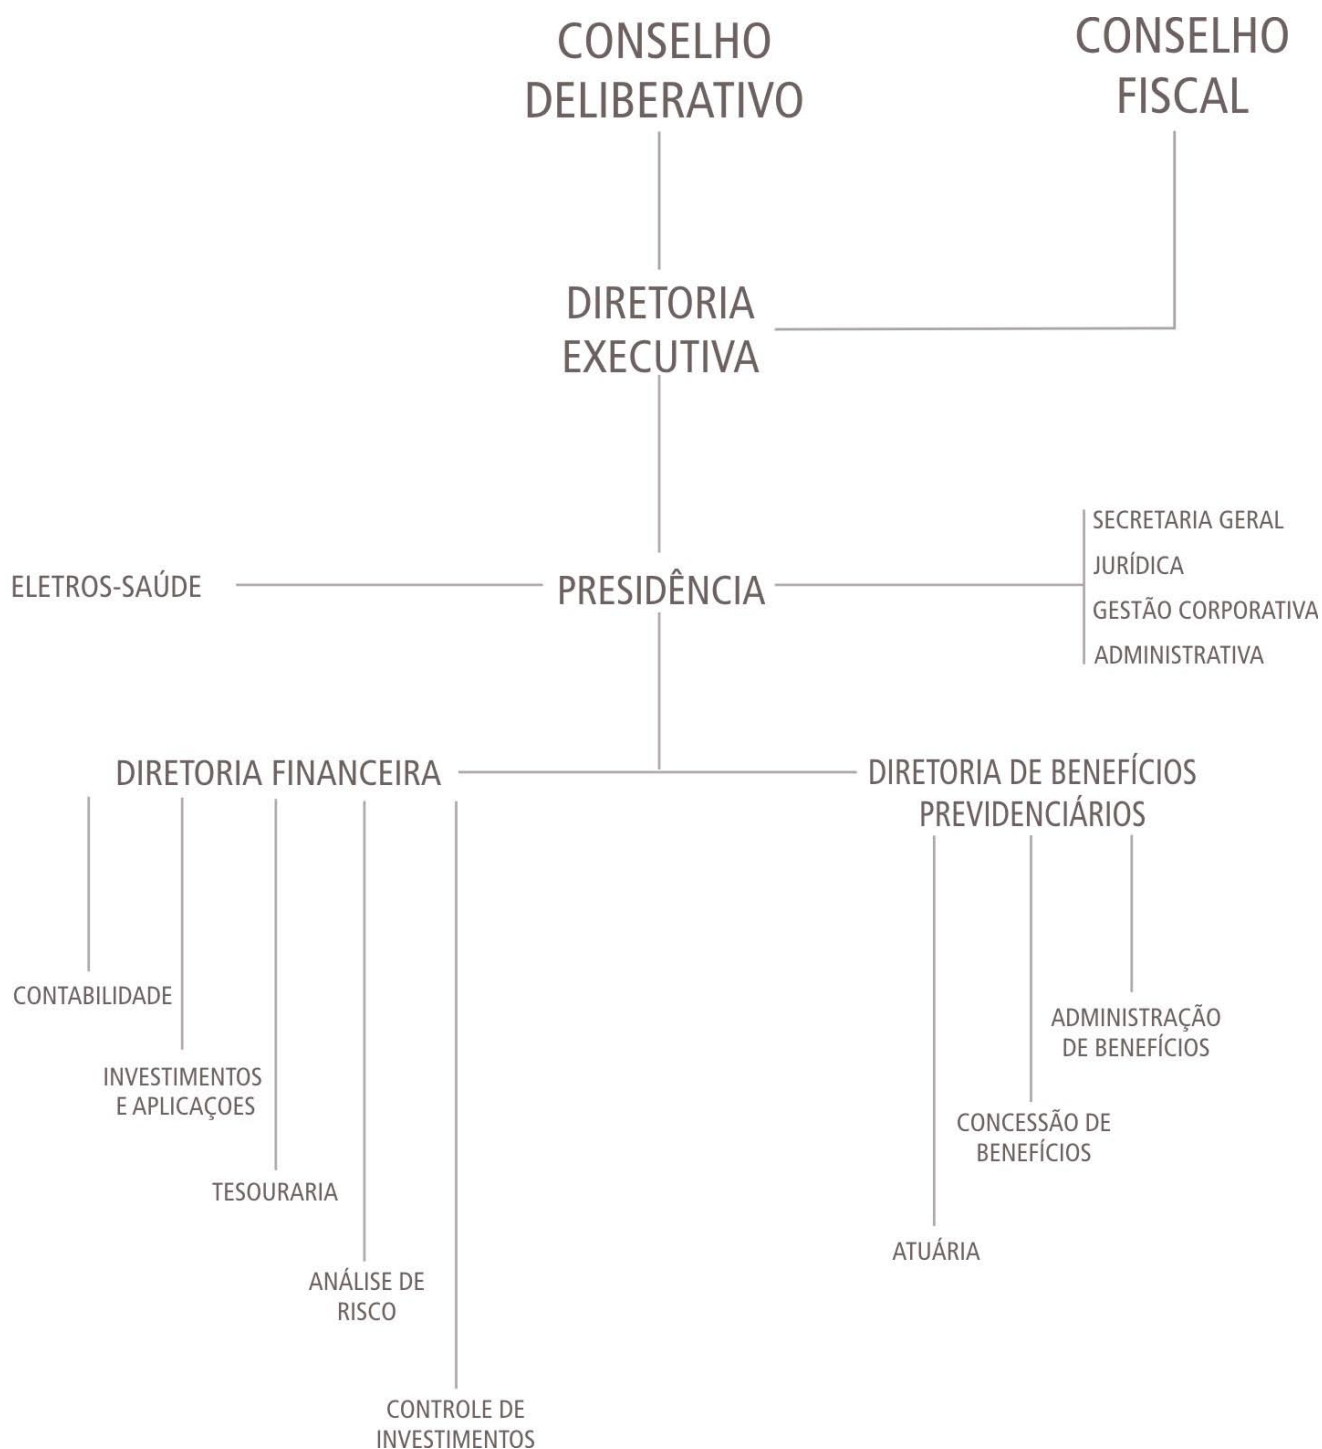 CONSELHO
DELIBERATIVO
CONSELHO
FISCAL
DIRETORIA
EXECUTIVA
ELETROS-SAÚDE
PRESIDÊNCIA
SECRETARIA GERAL
JURÍDICA
GESTÃO CORPORATIVA
ADMINISTRATIVA
DIRETORIA FINANCEIRA
DIRETORIA DE BENEFÍCIOS
PREVIDENCIÁRIOS
CONTABILIDADE
INVESTIMENTOS
E APLICAÇOES
TESOURARIA
ANÁLISE DE
RISCO
CONTROLE DE
INVESTIMENTOS
ADMINISTRAÇÃO
DE BENEFÍCIOS
CONCESSÃO DE
BENEFÍCIOS
ATUÁRIA